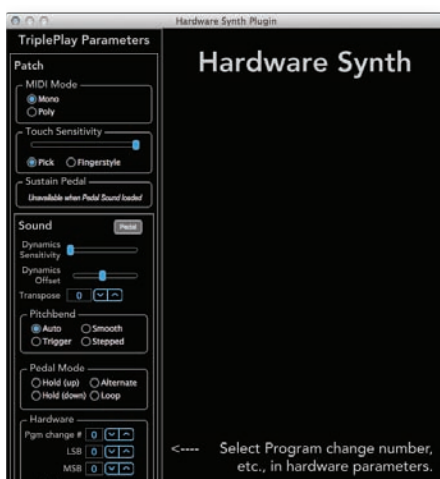 Hardware Synth Plugin
TriplePlay Parameters
Patch
MIDI Mode
Mono
Poly
Touch Sensitivity
Pick Fingerstyle
Sustain Pedal
Unavailable when Pedal Sound loaded
Sound Pedal
Dynamics
Sensitivity
Dynamics
Offset
Transpose 0
Pitchbend
Auto Smooth
Trigger Stepped
Pedal Mode
Hold (up) Alternate
Hold (down) Loop
Hardware
Pgm change # 0
LSB 0
MSB 0
Hardware Synth
<---- Select Program change number,
etc., in hardware parameters.